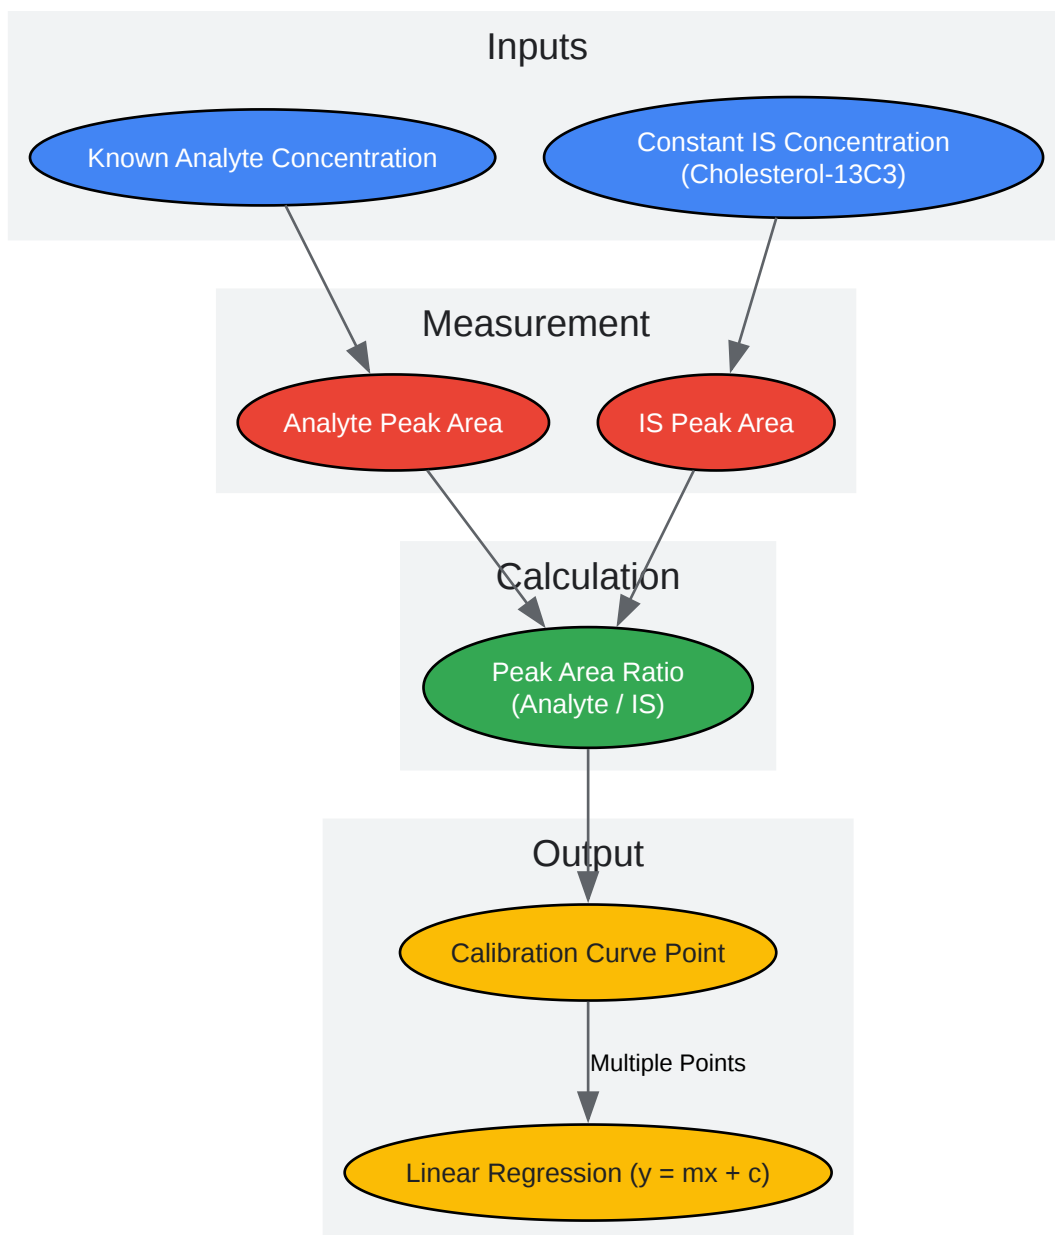 Inputs
Known Analyte Concentration
Constant IS Concentration
(Cholesterol-13C3)
Measurement
Analyte Peak Area
IS Peak Area
Calculation
Peak Area Ratio
(Analyte / IS)
Output
Calibration Curve Point
Multiple Points
Linear Regression (y = mx + c)